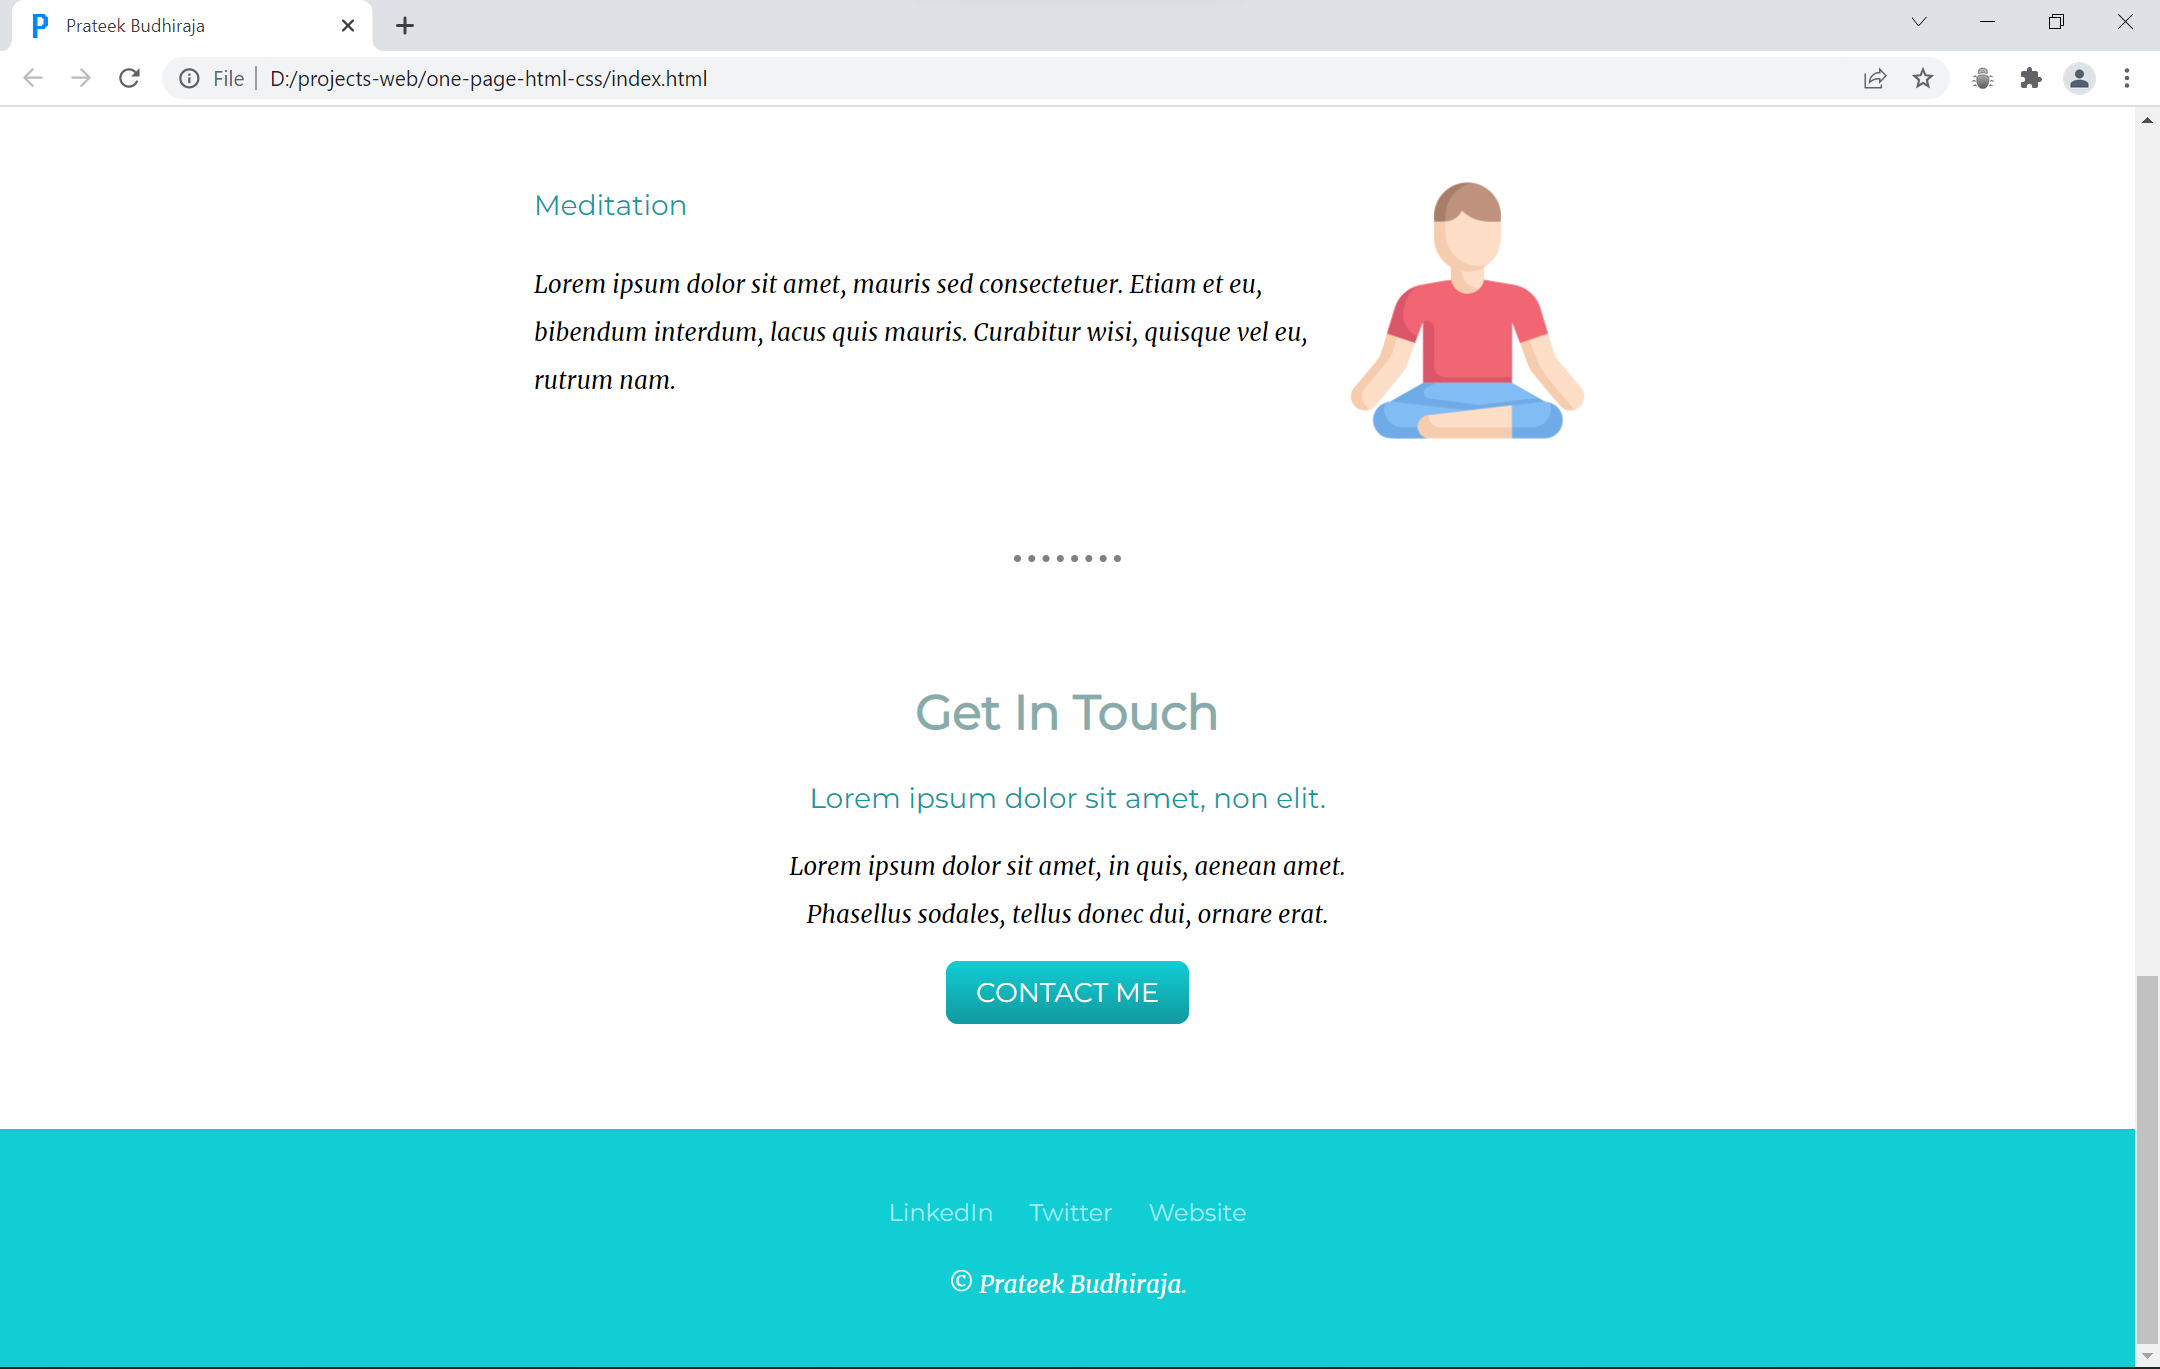 P Prateek Budhiraja
File D:/projects-web/one-page-html-css/index.html
Meditation
Lorem ipsum dolor sit amet, mauris sed consectetuer. Etiam et eu,
bibendum interdum, lacus quis mauris. Curabitur wisi, quisque vel eu,
rutrum nam.
Get In Touch
Lorem ipsum dolor sit amet, non elit.
Lorem ipsum dolor sit amet, in quis, aenean amet.
Phasellus sodales, tellus donec dui, ornare erat.
CONTACT ME
LinkedIn Twitter Website
© Prateek Budhiraja.